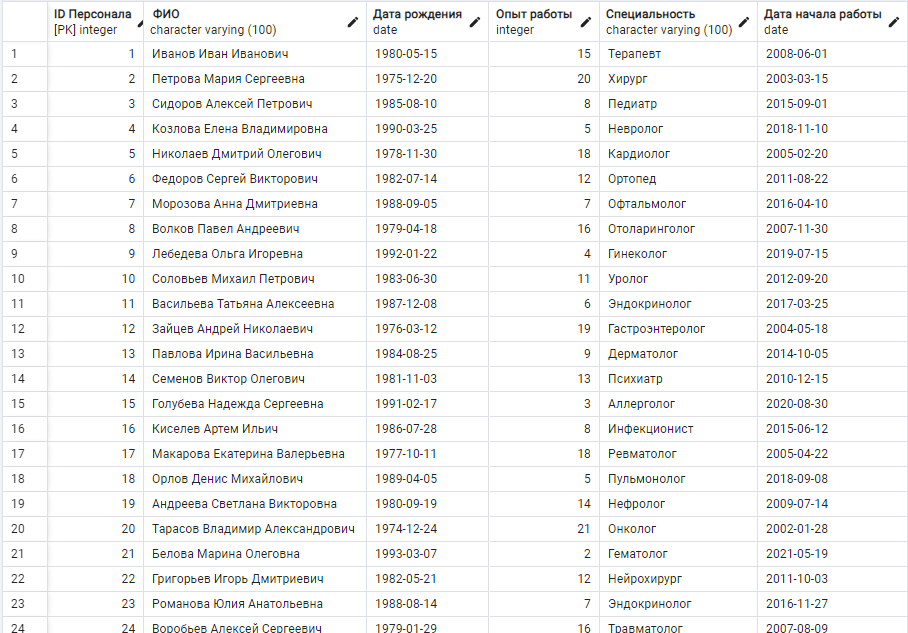 ID Персонала ФИО Дата рождения Опыт работы Специальность Дата начала работы
[PK] integer character varying (100) date integer character varying (100) date
1 1 Иванов Иван Иванович 1980-05-15 15 Терапевт 2008-06-01
2 2 Петрова Мария Сергеевна 1975-12-20 20 Хирург 2003-03-15
3 3 Сидоров Алексей Петрович 1985-08-10 8 Педиатр 2015-09-01
4 4 Козлова Елена Владимировна 1990-03-25 5 Невролог 2018-11-10
5 5 Николаев Дмитрий Олегович 1978-11-30 18 Кардиолог 2005-02-20
6 6 Федоров Сергей Викторович 1982-07-14 12 Ортопед 2011-08-22
7 7 Морозова Анна Дмитриевна 1988-09-05 7 Офтальмолог 2016-04-10
8 8 Волков Павел Андреевич 1979-04-18 16 Отоларинголог 2007-11-30
9 9 Лебедева Ольга Игоревна 1992-01-22 4 Гинеколог 2019-07-15
10 10 Соловьев Михаил Петрович 1983-06-30 11 Уролог 2012-09-20
11 11 Васильева Татьяна Алексеевна 1987-12-08 6 Эндокринолог 2017-03-25
12 12 Зайцев Андрей Николаевич 1976-03-12 19 Гастроэнтеролог 2004-05-18
13 13 Павлова Ирина Васильевна 1984-08-25 9 Дерматолог 2014-10-05
14 14 Семенов Виктор Олегович 1981-11-03 13 Психиатр 2010-12-15
15 15 Голубева Надежда Сергеевна 1991-02-17 3 Аллерголог 2020-08-30
16 16 Киселев Артем Ильич 1986-07-28 8 Инфекционист 2015-06-12
17 17 Макарова Екатерина Валерьевна 1977-10-11 18 Ревматолог 2005-04-22
18 18 Орлов Денис Михайлович 1989-04-05 5 Пульмонолог 2018-09-08
19 19 Андреева Светлана Викторовна 1980-09-19 14 Нефролог 2009-07-14
20 20 Тарасов Владимир Александрович 1974-12-24 21 Онколог 2002-01-28
21 21 Белова Марина Олеговна 1993-03-07 2 Гематолог 2021-05-19
22 22 Григорьев Игорь Дмитриевич 1982-05-21 12 Нейрохирург 2011-10-03
23 23 Романова Юлия Анатольевна 1988-08-14 7 Эндокринолог 2016-11-27
24 24 Воробьев Алексей Сергеевич 1979-01-29 16 Травматолог 2007-08-09